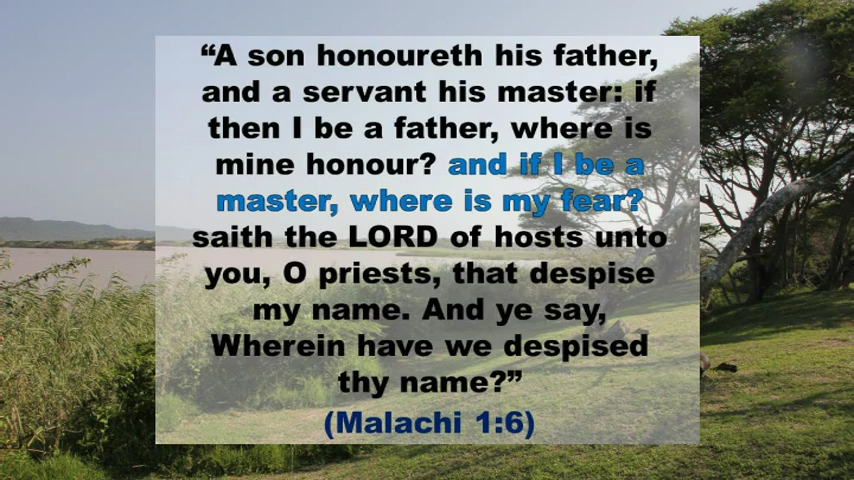 “A son honoureth his father,
and a servant his master: if
then I be a father, where is
mine honour? and if I be a
master, where is my fear?
saith the LORD of hosts unto
you, O priests, that despise
my name. And ye say,
Wherein have we despised
thy name?”
(Malachi 1:6)